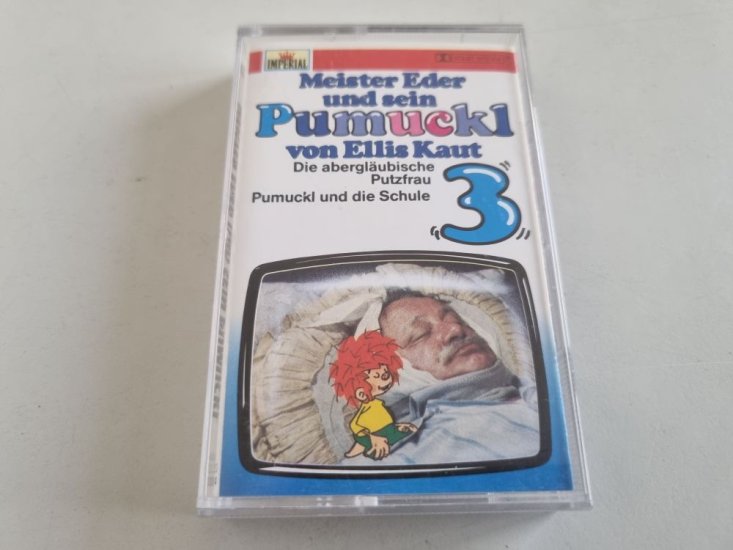 IMPERIAL
Meister Eder
und sein
Pumuckl
von Ellis Kaut
Die abergläubische
Putzfrau
Pumuckl und die Schule
3